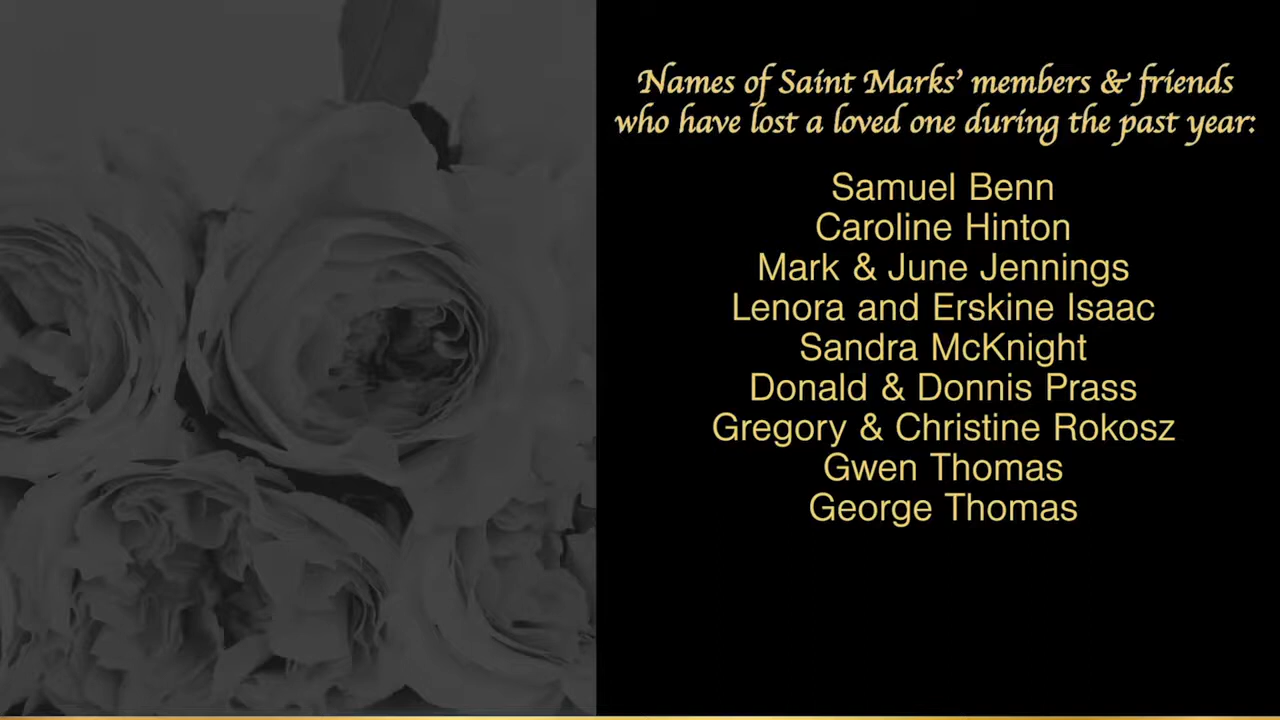 Names of Saint Marks' members & friends
who have lost a loved one during the past year:
Samuel Benn
Caroline Hinton
Mark & June Jennings
Lenora and Erskine Isaac
Sandra McKnight
Donald & Donnis Prass
Gregory & Christine Rokosz
Gwen Thomas
George Thomas